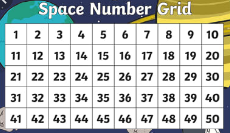 Space Number Grid
1 2 3 4 5 6 7 8 9 10
11 12 13 14 15 16 17 18 19 20
21 22 23 24 25 26 27 28 29 30
31 32 33 34 35 36 37 38 39 40
41 42 43 44 45 46 47 48 49 50